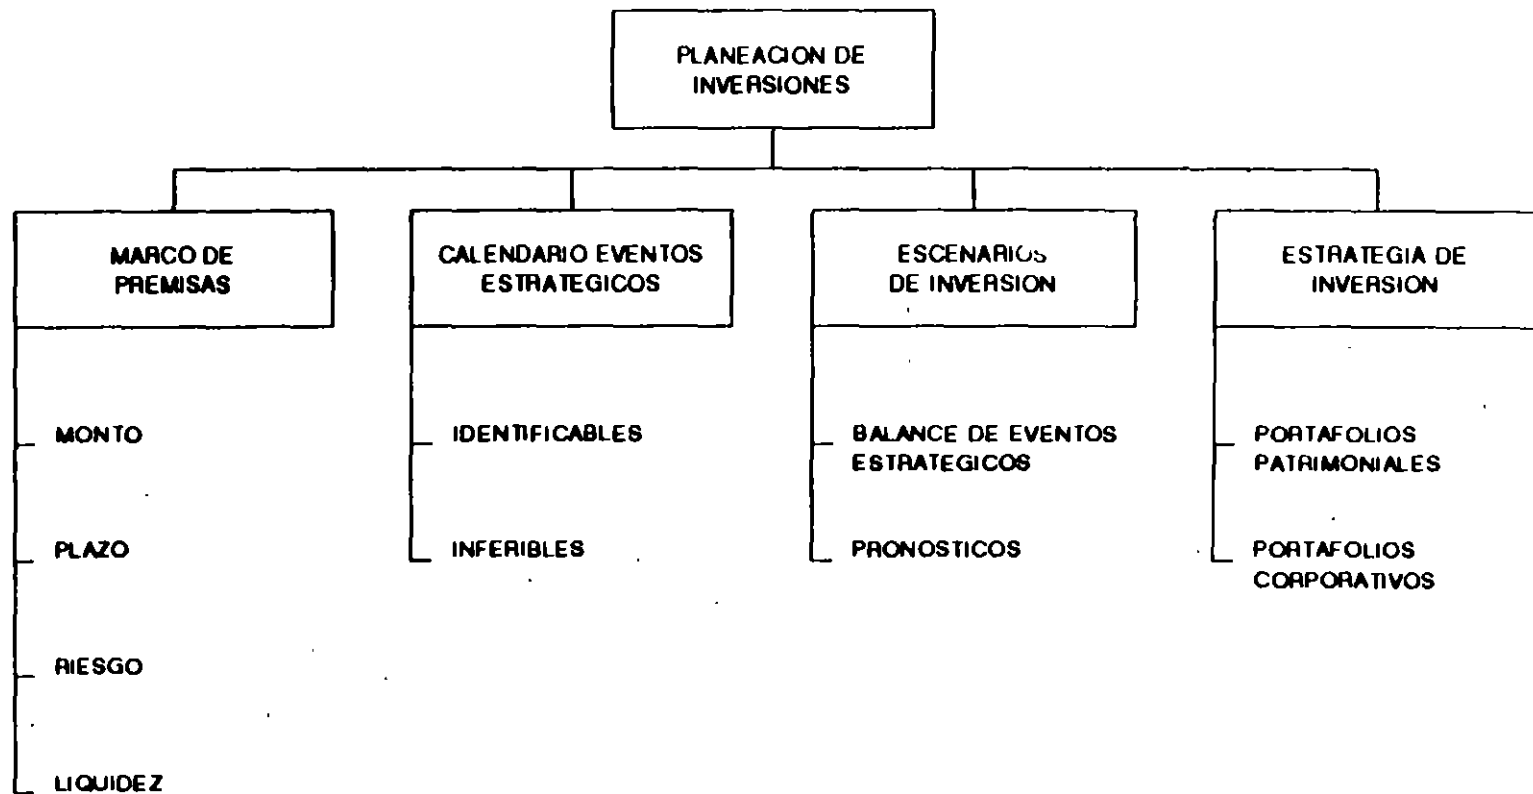 PLANEACION DE
INVERSIONES
MARCO DE
PREMISAS
CALENDARIO EVENTOS
ESTRATEGICOS
ESCENARIOS
DE INVERSION
ESTRATEGIA DE
INVERSION
MONTO
PLAZO
RIESGO
LIQUIDEZ
IDENTIFICABLES
INFERIBLES
BALANCE DE EVENTOS
ESTRATEGICOS
PRONOSTICOS
PORTAFOLIOS
PATRIMONIALES
PORTAFOLIOS
CORPORATIVOS